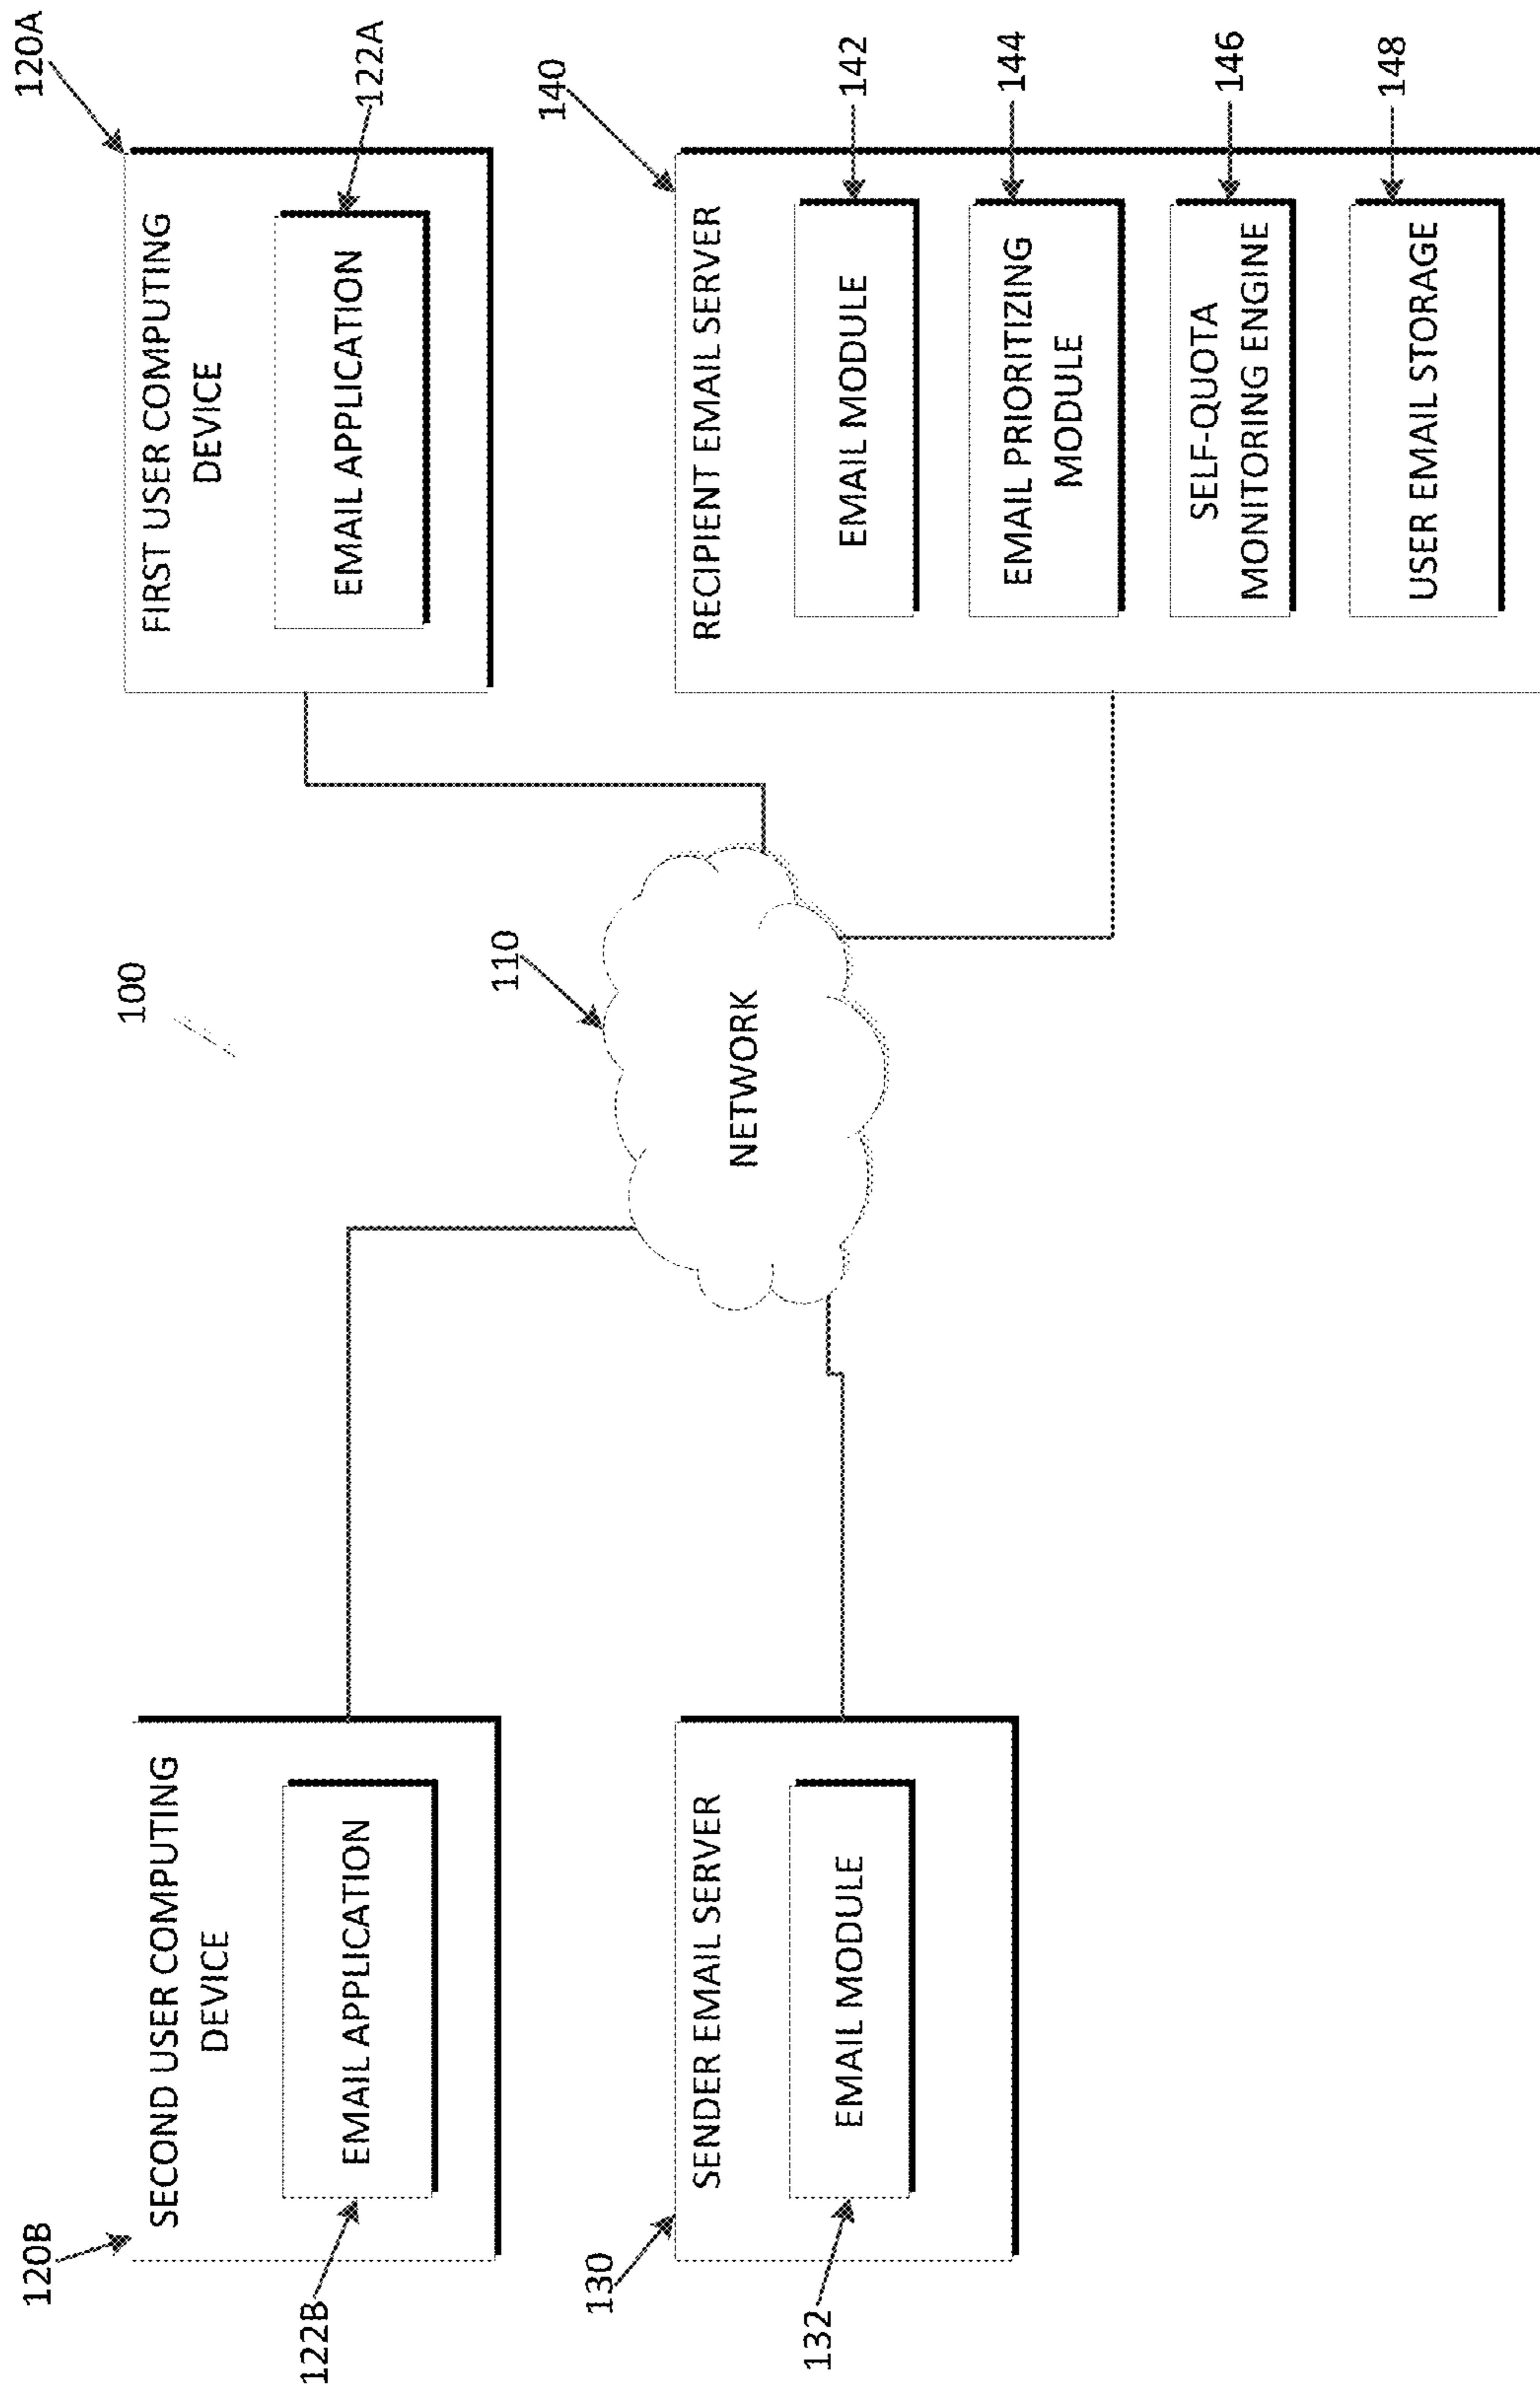 100
120B
SECOND USER COMPUTING
DEVICE
122B
EMAIL APPLICATION
130
SENDER EMAIL SERVER
132
EMAIL MODULE
110
NETWORK
120A
FIRST USER COMPUTING
DEVICE
122A
EMAIL APPLICATION
140
RECIPIENT EMAIL SERVER
EMAIL MODULE
142
EMAIL PRIORITIZING
MODULE
144
SELF-QUOTA
MONITORING ENGINE
146
USER EMAIL STORAGE
148